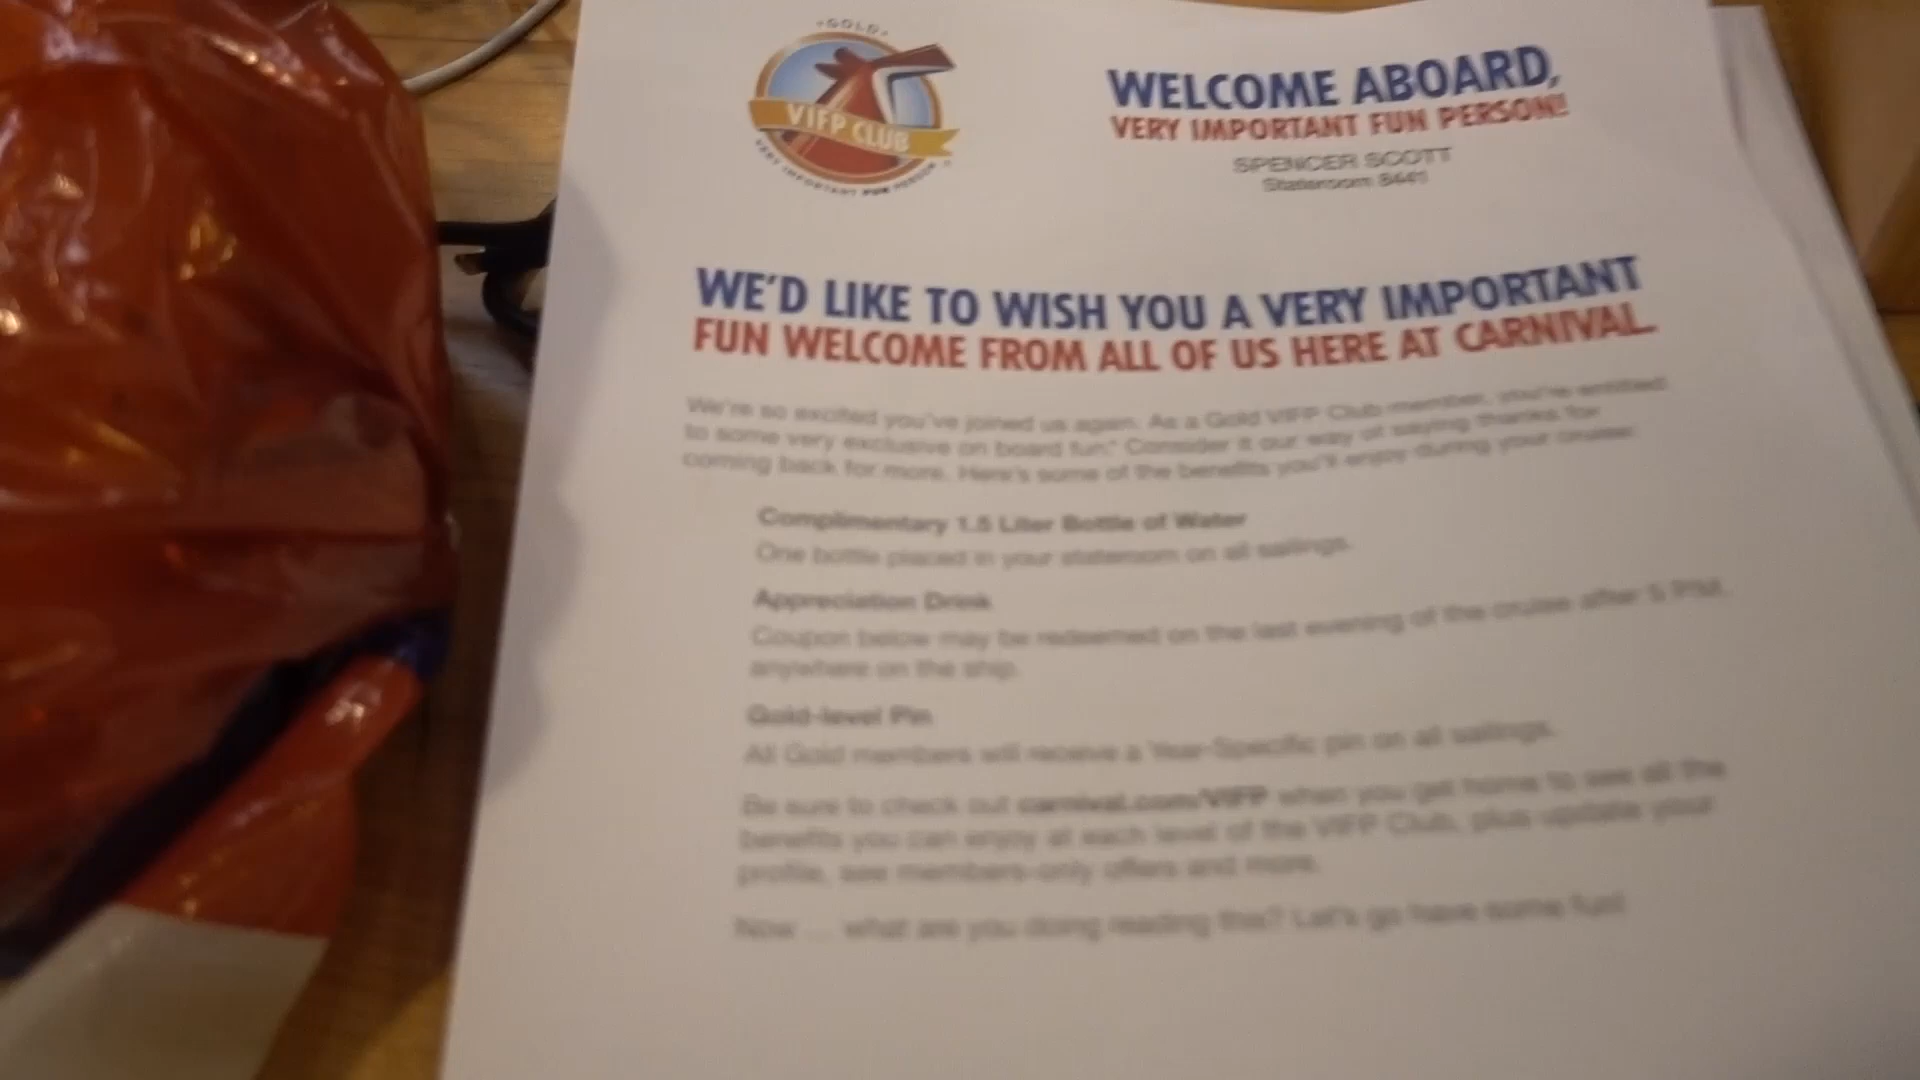 • GOLD •
VIFP CLUB
VERY IMPORTANT FUN PERSON
WELCOME ABOARD,
VERY IMPORTANT FUN PERSON!
SPENCER SCOTT
Stateroom 8441
WE'D LIKE TO WISH YOU A VERY IMPORTANT
FUN WELCOME FROM ALL OF US HERE AT CARNIVAL.
We're so excited you've joined us again. As a Gold VIFP Club member, you're entitled
to some very exclusive on board fun.* Consider it our way of saying thanks for
coming back for more. Here's some of the benefits you'll enjoy during your cruise:
Complimentary 1.5 Liter Bottle of Water
One bottle placed in your stateroom on all sailings.
Appreciation Drink
Coupon below may be redeemed on the last evening of the cruise after 5 PM,
anywhere on the ship.
Gold-level Pin
All Gold members will receive a Year-Specific pin on all sailings.
Be sure to check out carnival.com/VIFP when you get home to see all the
benefits you can enjoy at each level of the VIFP Club, plus update your
profile, see members-only offers and more.
Now ... what are you doing reading this? Let's go have some fun!